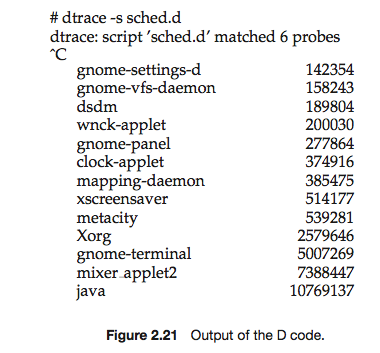 # dtrace -s sched.d
dtrace: script ’sched.d’ matched 6 probes
^C
gnome-settings-d 142354
gnome-vfs-daemon 158243
dsdm 189804
wnck-applet 200030
gnome-panel 277864
clock-applet 374916
mapping-daemon 385475
xscreensaver 514177
metacity 539281
Xorg 2579646
gnome-terminal 5007269
mixer_applet2 7388447
java 10769137
Figure 2.21 Output of the D code.